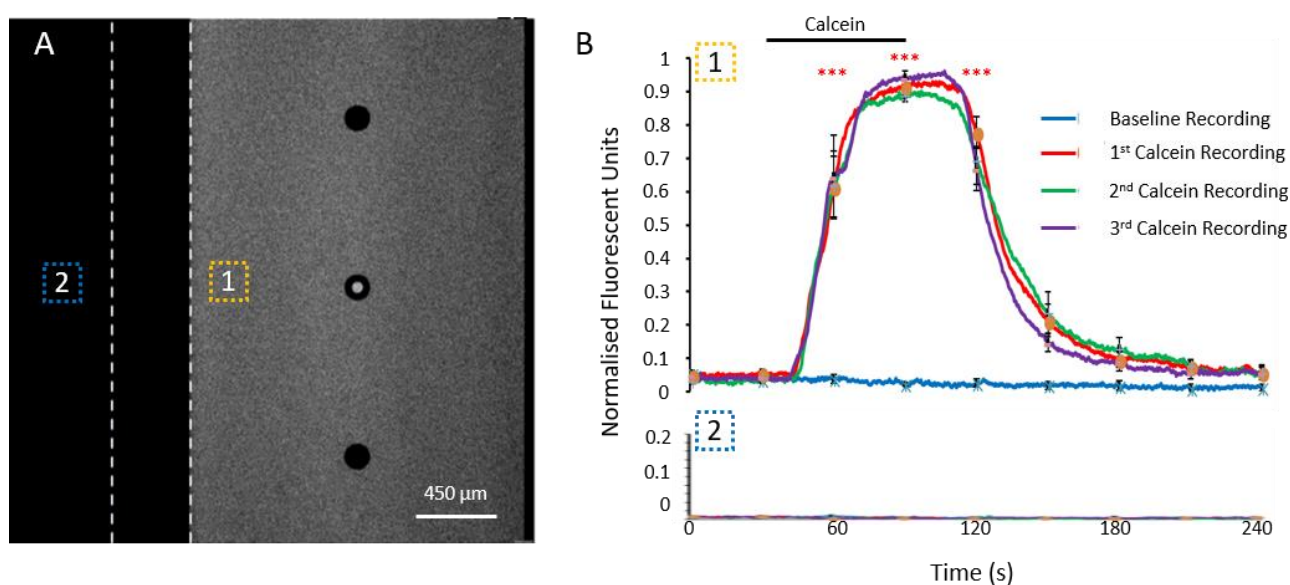 A
2
1
450 µm
B
Calcein
1
***
***
***
Normalised Fluorescent Units
1
0.9
0.8
0.7
0.6
0.5
0.4
0.3
0.2
0.1
0
Baseline Recording
1st Calcein Recording
2nd Calcein Recording
3rd Calcein Recording
2
0.2
0.1
0
0 60 120 180 240
Time (s)